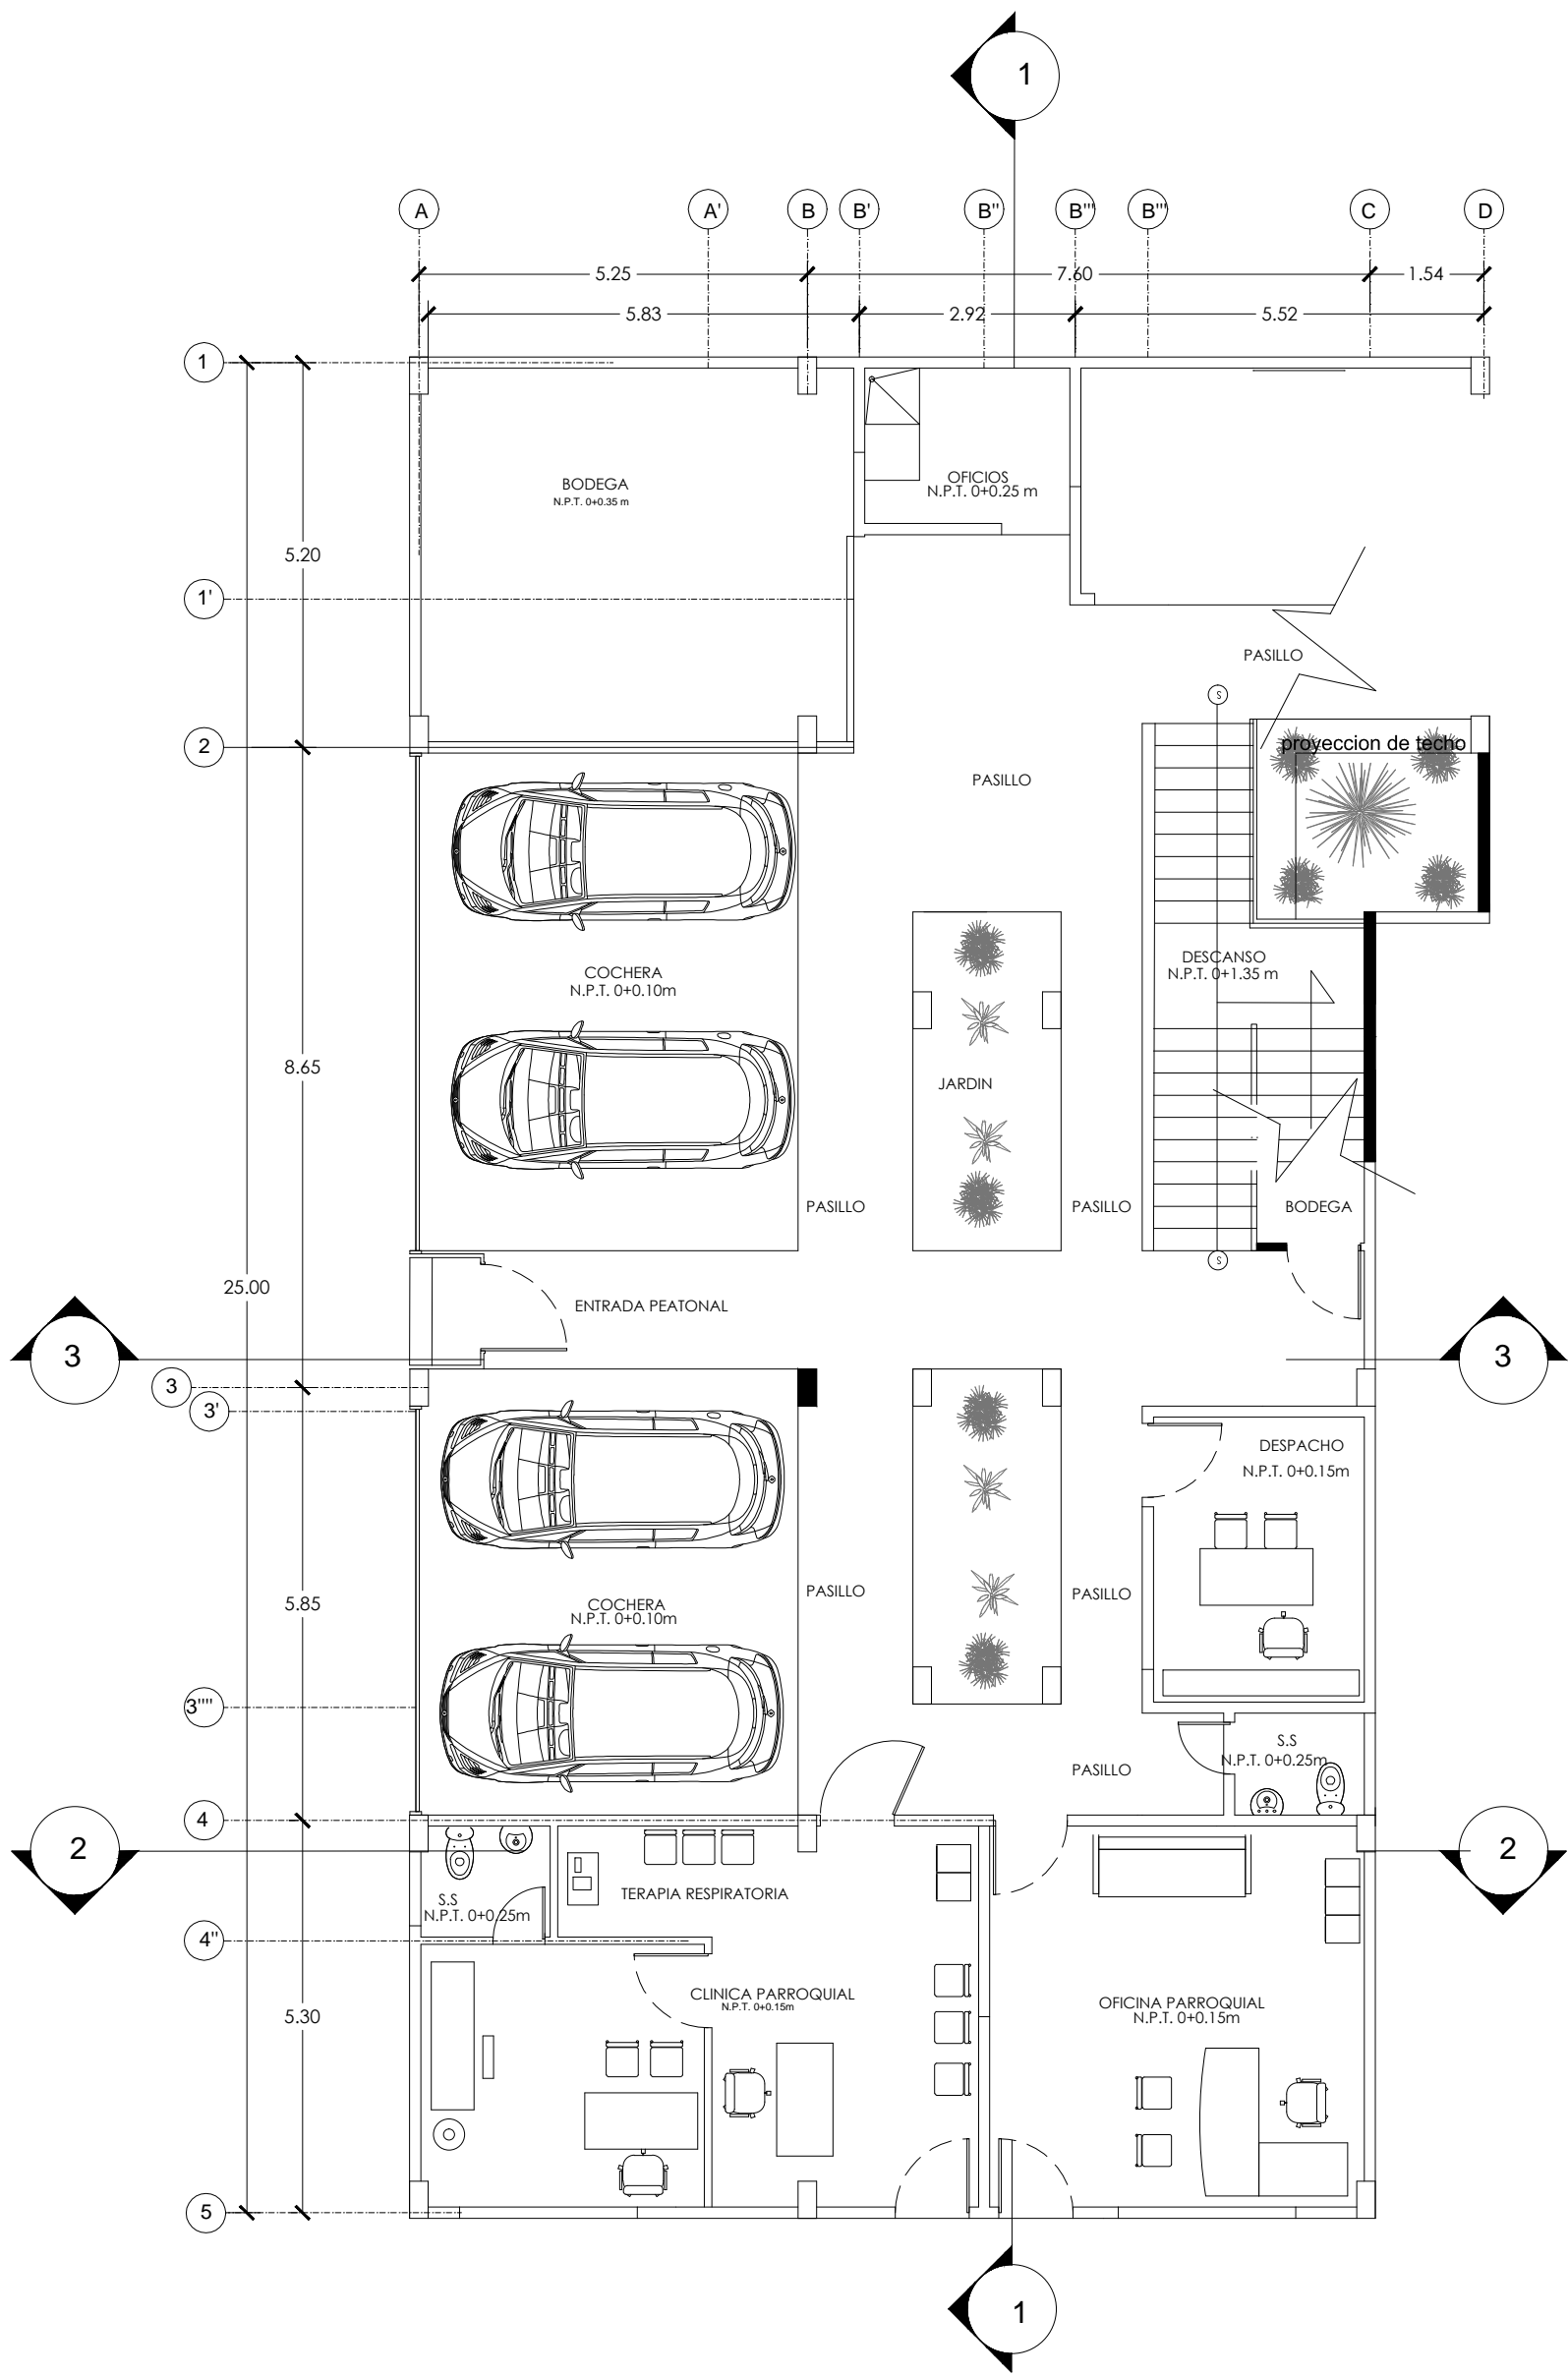 1
A
A'
B
B'
B''
B'''
B'''
C
D
5.25
7.60
1.54
5.83
2.92
5.52
1
BODEGA
N.P.T. 0+0.35 m
OFICIOS
N.P.T. 0+0.25 m
5.20
1'
PASILLO
S
2
proyeccion de techo
PASILLO
DESCANSO
N.P.T. 0+1.35 m
COCHERA
N.P.T. 0+0.10m
8.65
JARDIN
PASILLO
PASILLO
BODEGA
S
25.00
ENTRADA PEATONAL
3
3
3
3'
DESPACHO
N.P.T. 0+0.15m
5.85
COCHERA
N.P.T. 0+0.10m
PASILLO
PASILLO
3''''
S.S
N.P.T. 0+0.25m
PASILLO
4
2
2
TERAPIA RESPIRATORIA
S.S
N.P.T. 0+0.25m
4''
CLINICA PARROQUIAL
N.P.T. 0+0.15m
OFICINA PARROQUIAL
N.P.T. 0+0.15m
5.30
5
1